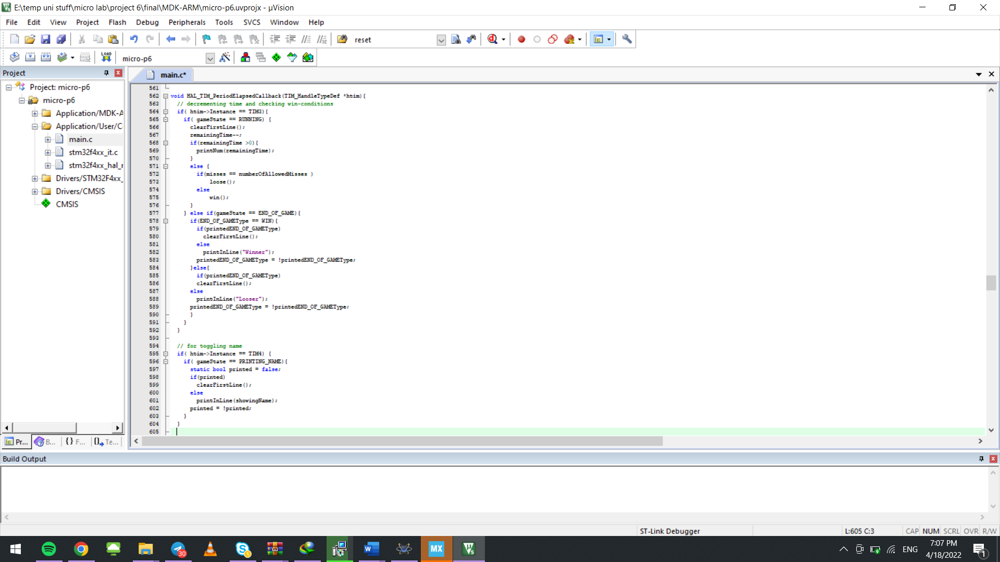 E:\temp uni stuff\micro lab\project 6\final\MDK-ARM\micro-p6.uvprojx - µVision
File Edit View Project Flash Debug Peripherals Tools SVCS Window Help
reset
LOAD micro-p6
Project
main.c*
Project: micro-p6
micro-p6
Application/MDK-A
Application/User/C
main.c
stm32f4xx_it.c
stm32f4xx_hal_
Drivers/STM32F4xx_
Drivers/CMSIS
CMSIS
Pr... B... {} F... Te...
561
562 void HAL_TIM_PeriodElapsedCallback(TIM_HandleTypeDef *htim){
563 // decrementing time and checking win-conditions
564 if( htim->Instance == TIM3){
565 if( gameState == RUNNING) {
566 clearFirstLine();
567 remainingTime--;
568 if(remainingTime >0){
569 printNum(remainingTime);
570 }
571 else {
572 if(misses == numberOfAllowedMisses )
573 loose();
574 else
575 win();
576 }
577 } else if(gameState == END_OF_GAME){
578 if(END_OF_GAMEType == WIN){
579 if(printedEND_OF_GAMEType)
580 clearFirstLine();
581 else
582 printInLine("Winner");
583 printedEND_OF_GAMEType = !printedEND_OF_GAMEType;
584 }else{
585 if(printedEND_OF_GAMEType)
586 clearFirstLine();
587 else
588 printInLine("Looser");
589 printedEND_OF_GAMEType = !printedEND_OF_GAMEType;
590 }
591 }
592 }
593
594 // for toggling name
595 if( htim->Instance == TIM4) {
596 if( gameState == PRINTING_NAME){
597 static bool printed = false;
598 if(printed)
599 clearFirstLine();
600 else
601 printInLine(showingName);
602 printed = !printed;
603 }
604 }
605
Build Output
ST-Link Debugger L:605 C:3 CAP NUM SCRL OVR R/W
30 MX ENG 7:07 PM
4/18/2022 1